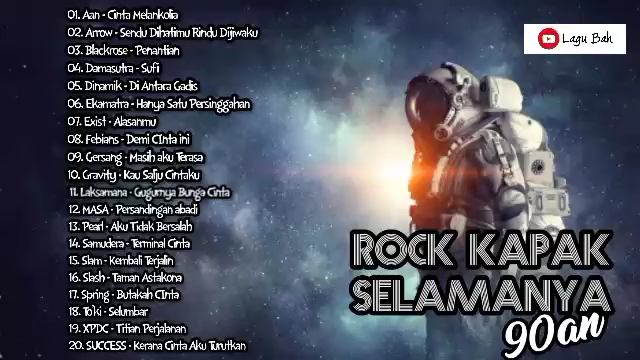 01. Aan - Cinta Melankolia
02. Arrow - Sendu Dihatimu Rindu Dijiwaku
03. Blackrose - Penantian
04. Damasutra - Sufi
05. Dinamik - Di Antara Gadis
06. Ekamatra - Hanya Satu Persinggahan
07. Exist - Alasanmu
08. Febians - Demi CInta ini
09. Gersang - Masih aku Terasa
10. Gravity - Kau Salju Cintaku
11. Laksamana - Gugurnya Bunga Cinta
12. MASA - Persandingan abadi
13. Pearl - Aku Tidak Bersalah
14. Samudera - Terminal Cinta
15. Slam - Kembali Terjalin
16. Slash - Taman Astakona
17. Spring - Butakah CInta
18. To'ki - Selumbar
19. XPDC - Titian Perjalanan
20. SUCCESS - Kerana Cinta Aku Turutkan
Lagu Bah
ROCK KAPAK
SELAMANYA
90an